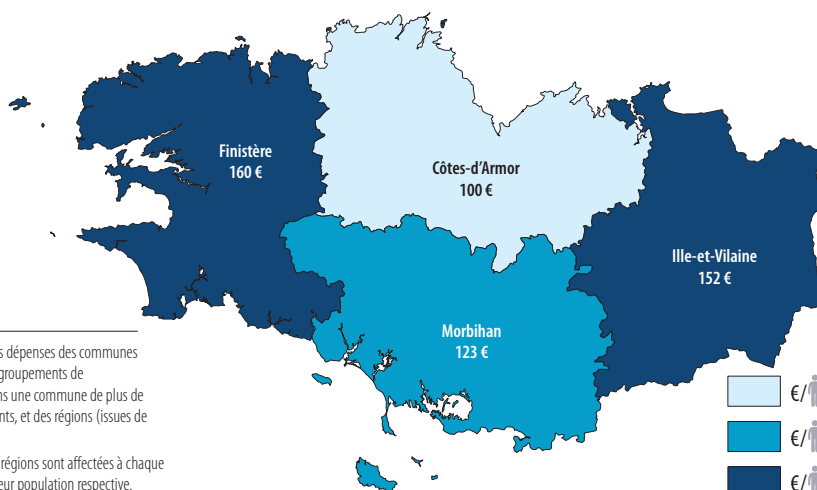 Finistère
160 €
Côtes-d'Armor
100 €
Ille-et-Vilaine
152 €
Morbihan
123 €
s dépenses des communes
groupements de
ns une commune de plus de
nts, et des régions (issues de
régions sont affectées à chaque
eur population respective.
€/
€/
€/